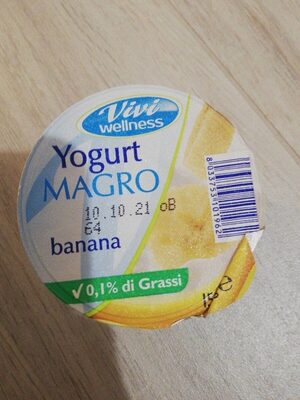 Vivi
wellness
Yogurt
MAGRO
10.10.21 oB
64
banana
√0,1% di Grassi
e